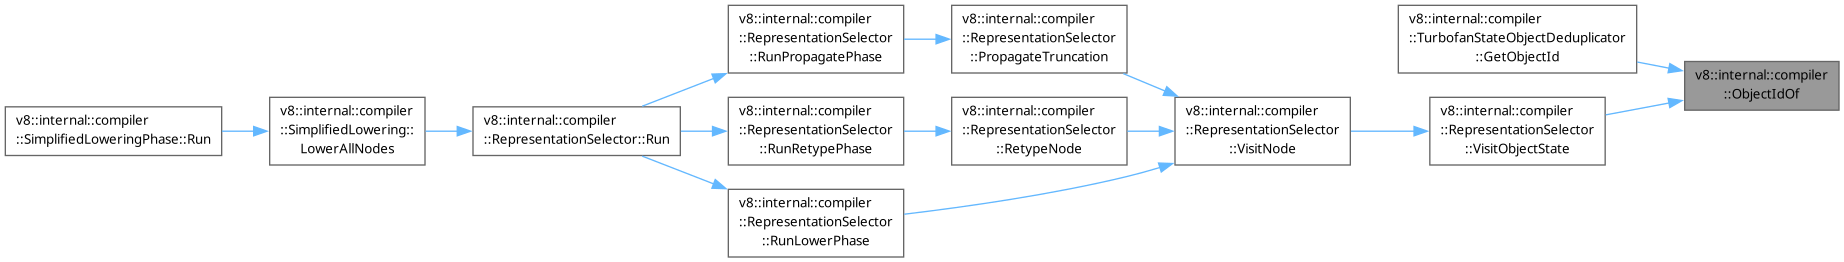 v8::internal::compiler
::SimplifiedLoweringPhase::Run
v8::internal::compiler
::SimplifiedLowering::
LowerAllNodes
v8::internal::compiler
::RepresentationSelector::Run
v8::internal::compiler
::RepresentationSelector
::RunPropagatePhase
v8::internal::compiler
::RepresentationSelector
::RunRetypePhase
v8::internal::compiler
::RepresentationSelector
::RunLowerPhase
v8::internal::compiler
::RepresentationSelector
::PropagateTruncation
v8::internal::compiler
::RepresentationSelector
::RetypeNode
v8::internal::compiler
::RepresentationSelector
::VisitNode
v8::internal::compiler
::TurbofanStateObjectDeduplicator
::GetObjectId
v8::internal::compiler
::RepresentationSelector
::VisitObjectState
v8::internal::compiler
::ObjectIdOf